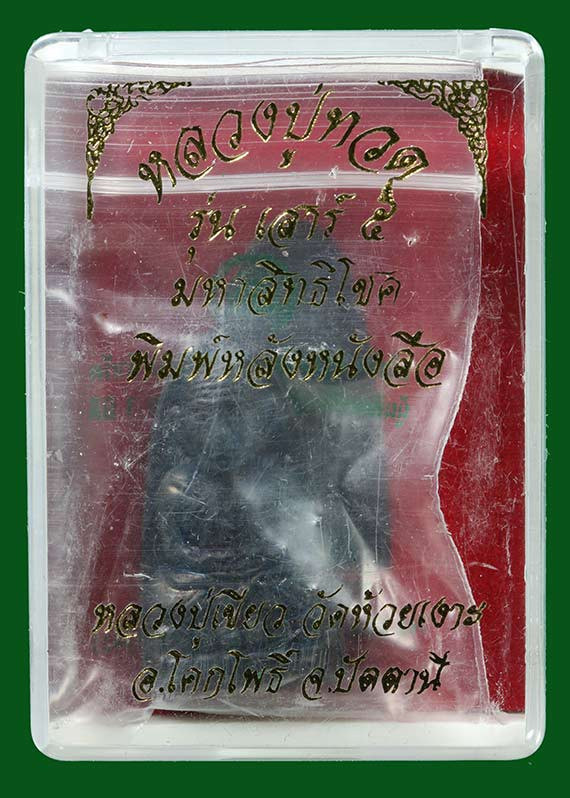 หลวงปู่ทวด
รุ่น เสาร์ ๕
มหาสิทธิโชค
พิมพ์หลังหนังสือ
หลวงปู่เขียว วัดห้วยเงาะ
อ.โคกโพธิ์ จ.ปัตตานี